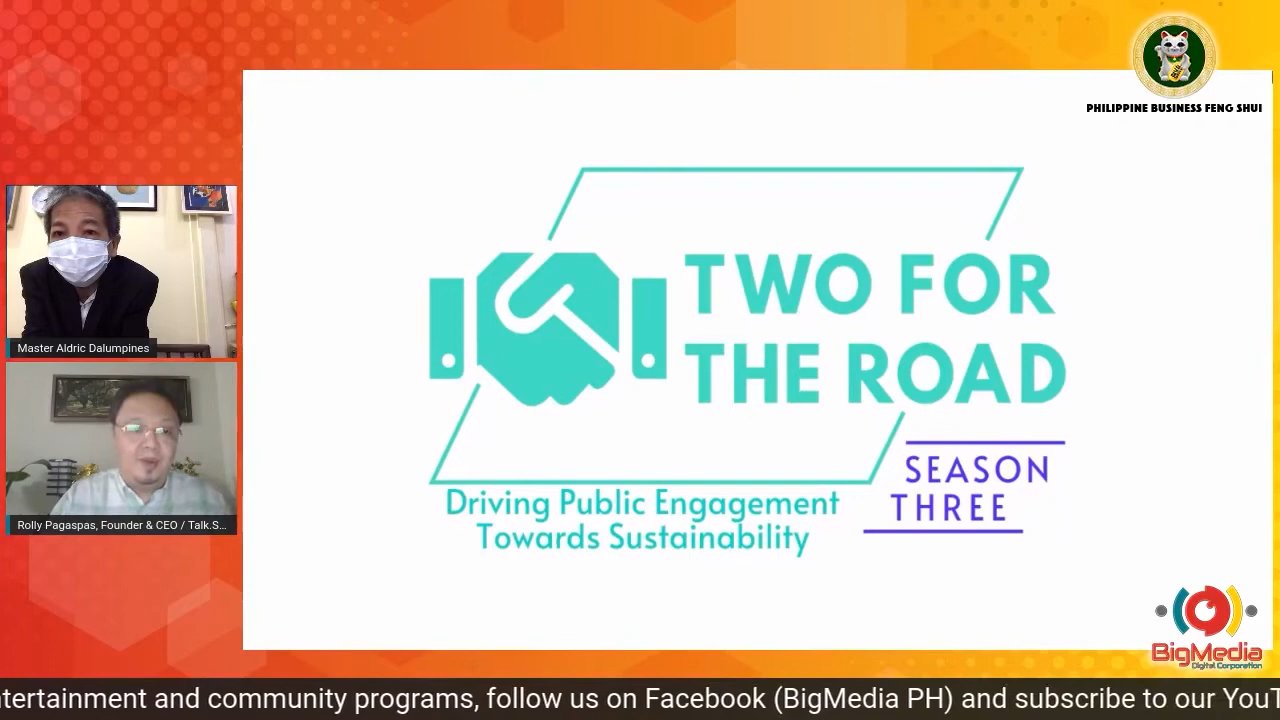 PHILIPPINE BUSINESS FENG SHUI
TWO FOR
THE ROAD
SEASON
THREE
Driving Public Engagement
Towards Sustainability
Master Aldric Dalumpines
Rolly Pagaspas, Founder & CEO / Talk.S...
BigMedia
Digital Corporation
ntertainment and community programs, follow us on Facebook (BigMedia PH) and subscribe to our YouT